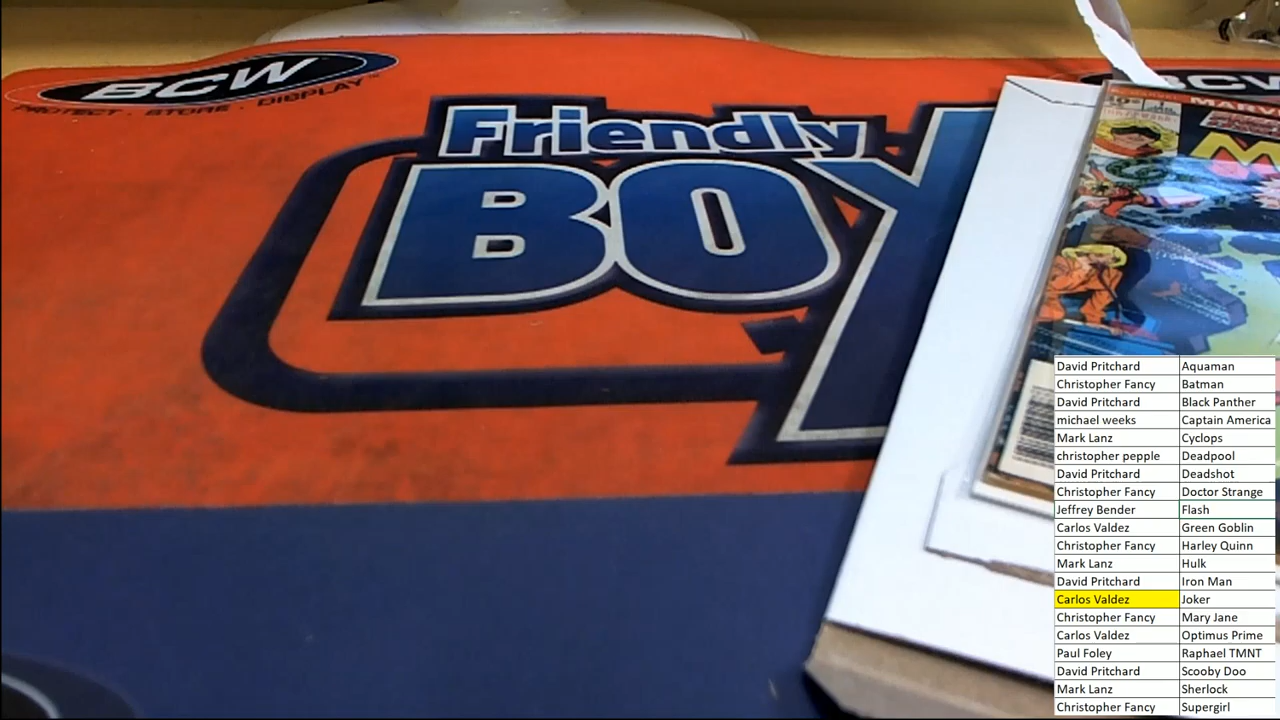 BCW
PROTECT · STORE · DISPLAY
BCW
Friendly
BOX
MARV
David Pritchard Aquaman
Christopher Fancy Batman
David Pritchard Black Panther
michael weeks Captain America
Mark Lanz Cyclops
christopher pepple Deadpool
David Pritchard Deadshot
Christopher Fancy Doctor Strange
Jeffrey Bender Flash
Carlos Valdez Green Goblin
Christopher Fancy Harley Quinn
Mark Lanz Hulk
David Pritchard Iron Man
Carlos Valdez Joker
Christopher Fancy Mary Jane
Carlos Valdez Optimus Prime
Paul Foley Raphael TMNT
David Pritchard Scooby Doo
Mark Lanz Sherlock
Christopher Fancy Supergirl